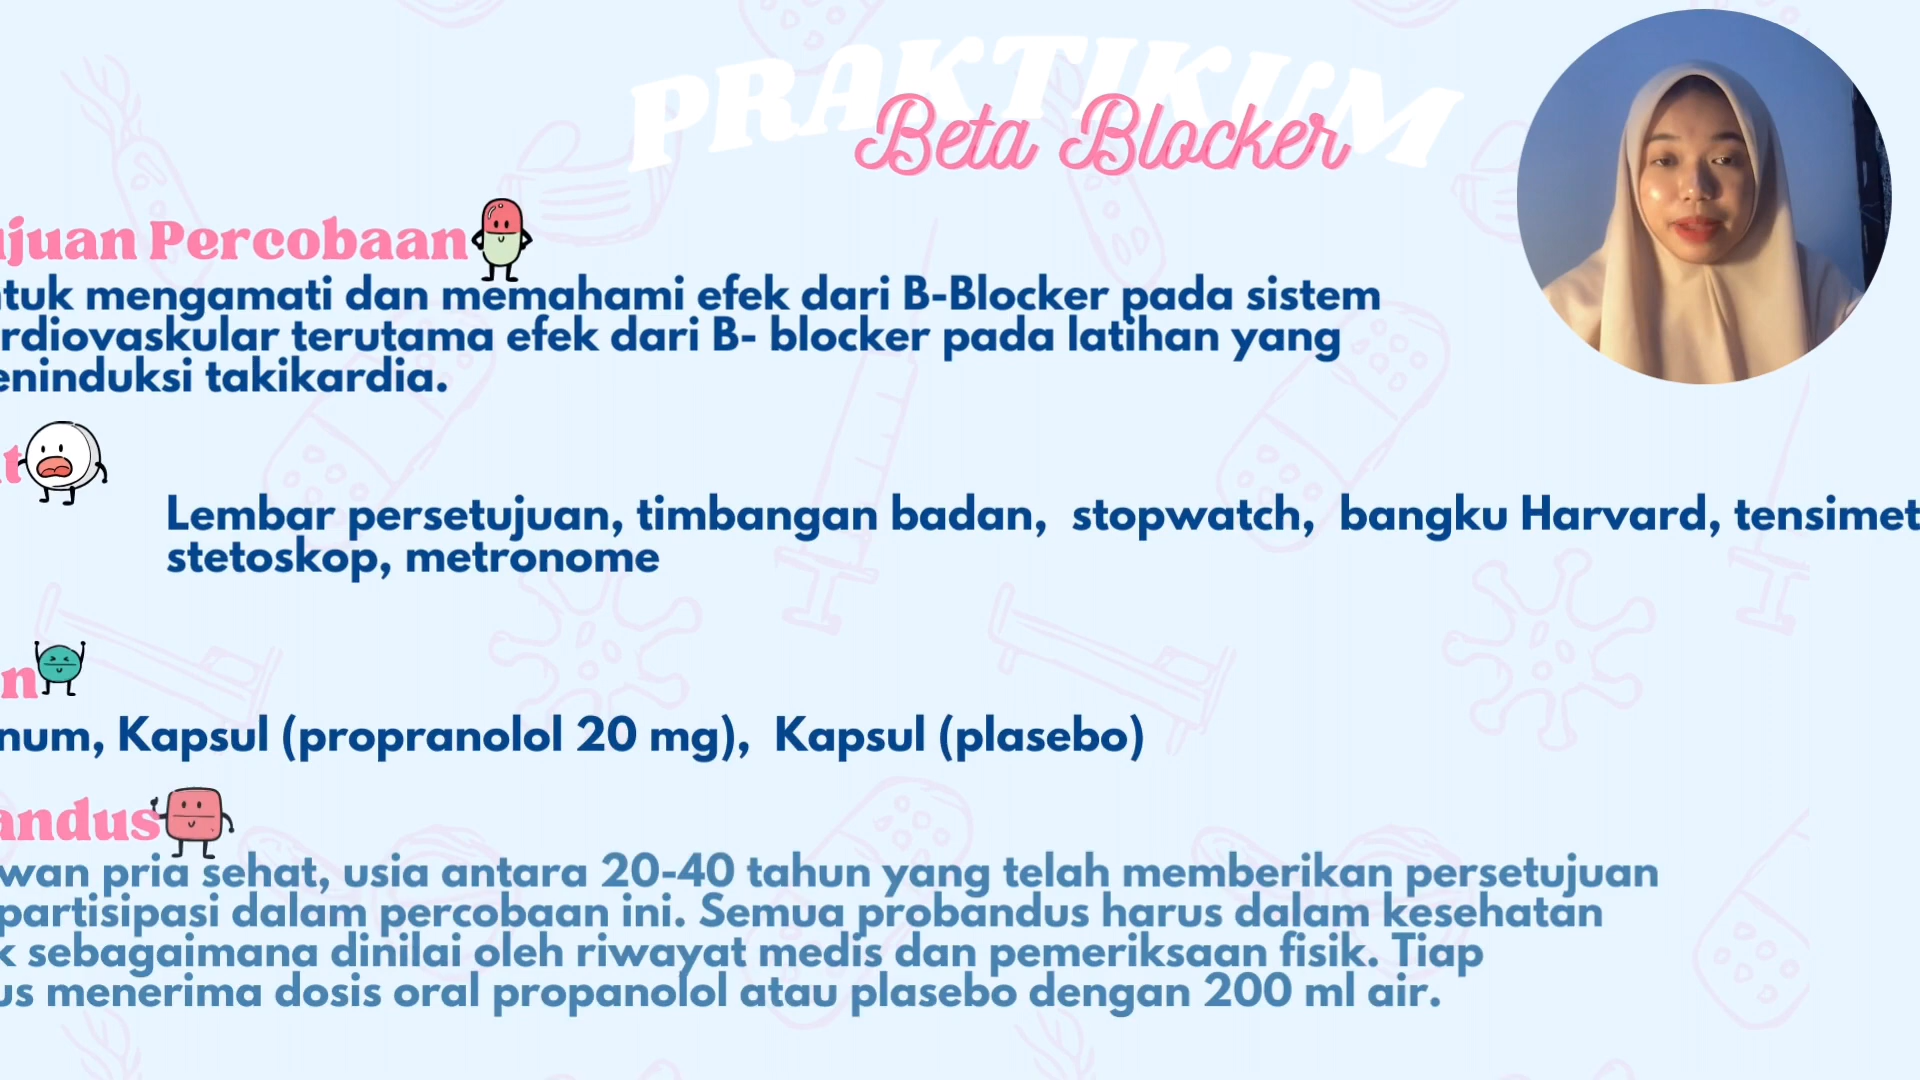 PRAKTIKUM
Beta Blocker
ujuan Percobaan
ntuk mengamati dan memahami efek dari B-Blocker pada sistem
rdiovaskular terutama efek dari B- blocker pada latihan yang
eninduksi takikardia.
t
Lembar persetujuan, timbangan badan, stopwatch, bangku Harvard, tensimet
stetoskop, metronome
n
num, Kapsul (propranolol 20 mg), Kapsul (plasebo)
andus
wan pria sehat, usia antara 20-40 tahun yang telah memberikan persetujuan
partisipasi dalam percobaan ini. Semua probandus harus dalam kesehatan
k sebagaimana dinilai oleh riwayat medis dan pemeriksaan fisik. Tiap
us menerima dosis oral propanolol atau plasebo dengan 200 ml air.